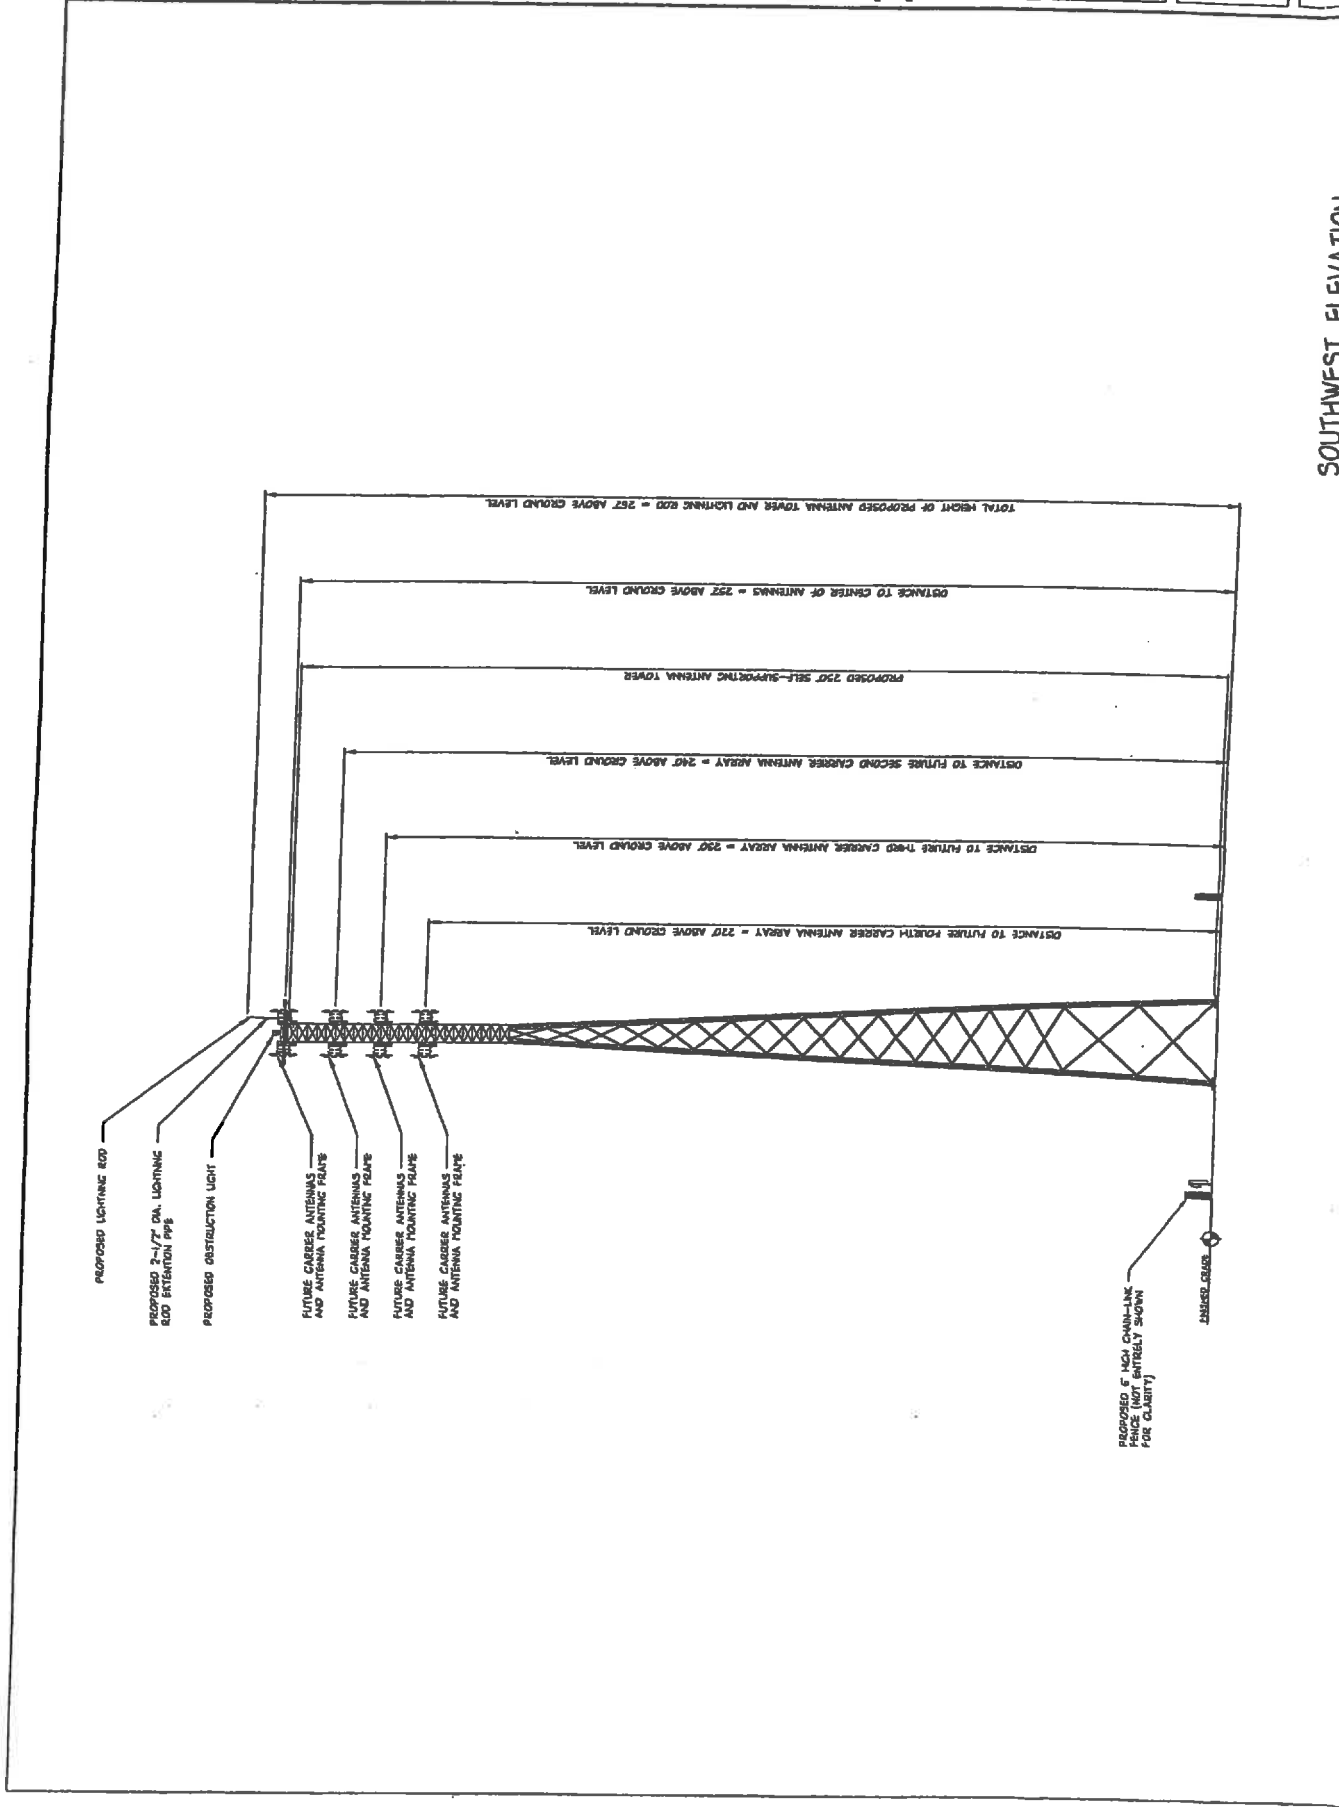 SOUTHWEST ELEVATION
PROPOSED LIGHTNING ROD
PROPOSED 2-1/2" DIA. LIGHTNING
ROD EXTENTION PIPE
PROPOSED OBSTRUCTION LIGHT
FUTURE CARRIER ANTENNAS
AND ANTENNA MOUNTING FRAME
FUTURE CARRIER ANTENNAS
AND ANTENNA MOUNTING FRAME
FUTURE CARRIER ANTENNAS
AND ANTENNA MOUNTING FRAME
FUTURE CARRIER ANTENNAS
AND ANTENNA MOUNTING FRAME
PROPOSED 6' HIGH CHAIN-LINK
FENCE (NOT ENTIRELY SHOWN
FOR CLARITY)
FINISHED GRADE
DISTANCE TO FUTURE FOURTH CARRIER ANTENNA ARRAY = 220' ABOVE GROUND LEVEL
DISTANCE TO FUTURE THIRD CARRIER ANTENNA ARRAY = 230' ABOVE GROUND LEVEL
DISTANCE TO FUTURE SECOND CARRIER ANTENNA ARRAY = 240' ABOVE GROUND LEVEL
PROPOSED 250' SELF-SUPPORTING ANTENNA TOWER
DISTANCE TO CENTER OF ANTENNAS = 252' ABOVE GROUND LEVEL
TOTAL HEIGHT OF PROPOSED ANTENNA TOWER AND LIGHTNING ROD = ABOVE GROUND LEVEL